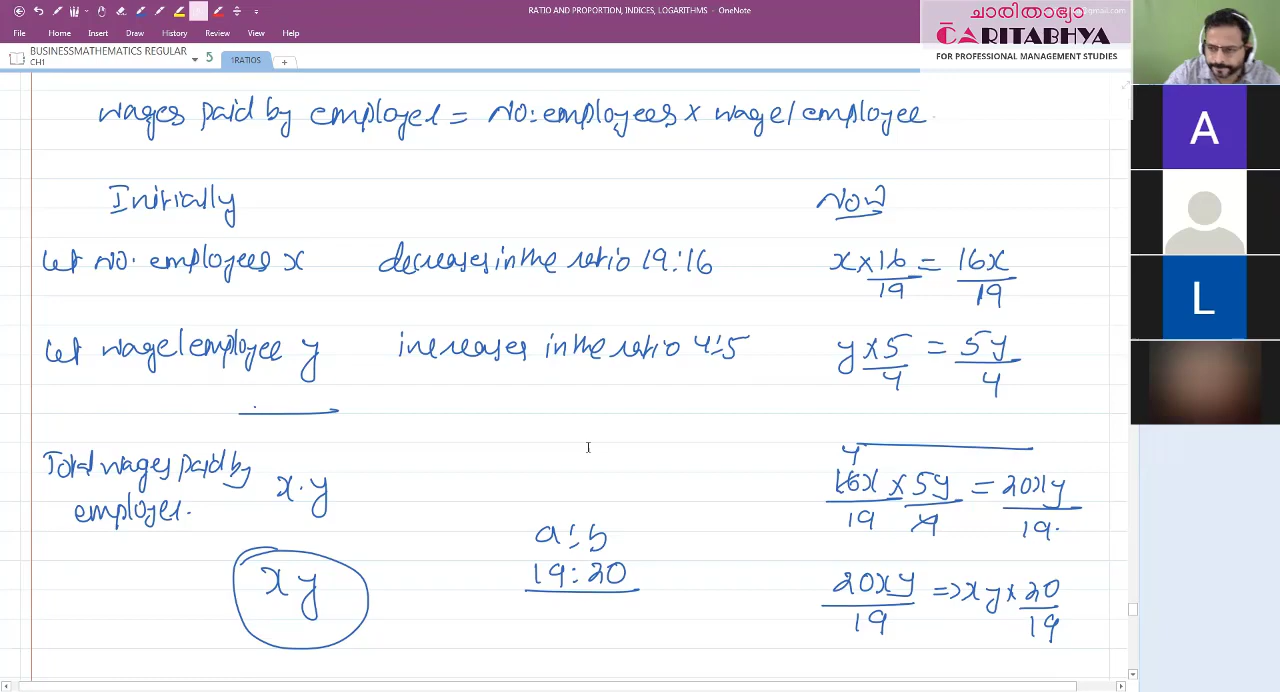 RATIO AND PROPORTION, INDICES, LOGARITHMS - OneNote
ചാരിതാഭ്യാ
@gmail.com
CARITABHYA
FOR PROFESSIONAL MANAGEMENT STUDIES
File Home Insert Draw History Review View Help
BUSINESSMATHEMATICS REGULAR
CH1
5
1RATIOS
wages paid by employer = No: employees x wage/employee
Initially Now
Let No. employees x decreases in the ratio 19:16 x × 16/19 = 16x/19
Let wage/employee y increases in the ratio 4:5 y × 5/4 = 5y/4
4
Total wages paid by x.y 16x/19 × 5y/4 = 20xy/19.
employer.
a:b
19:20
xy 20xy/19 => xy × 20/19
A
L